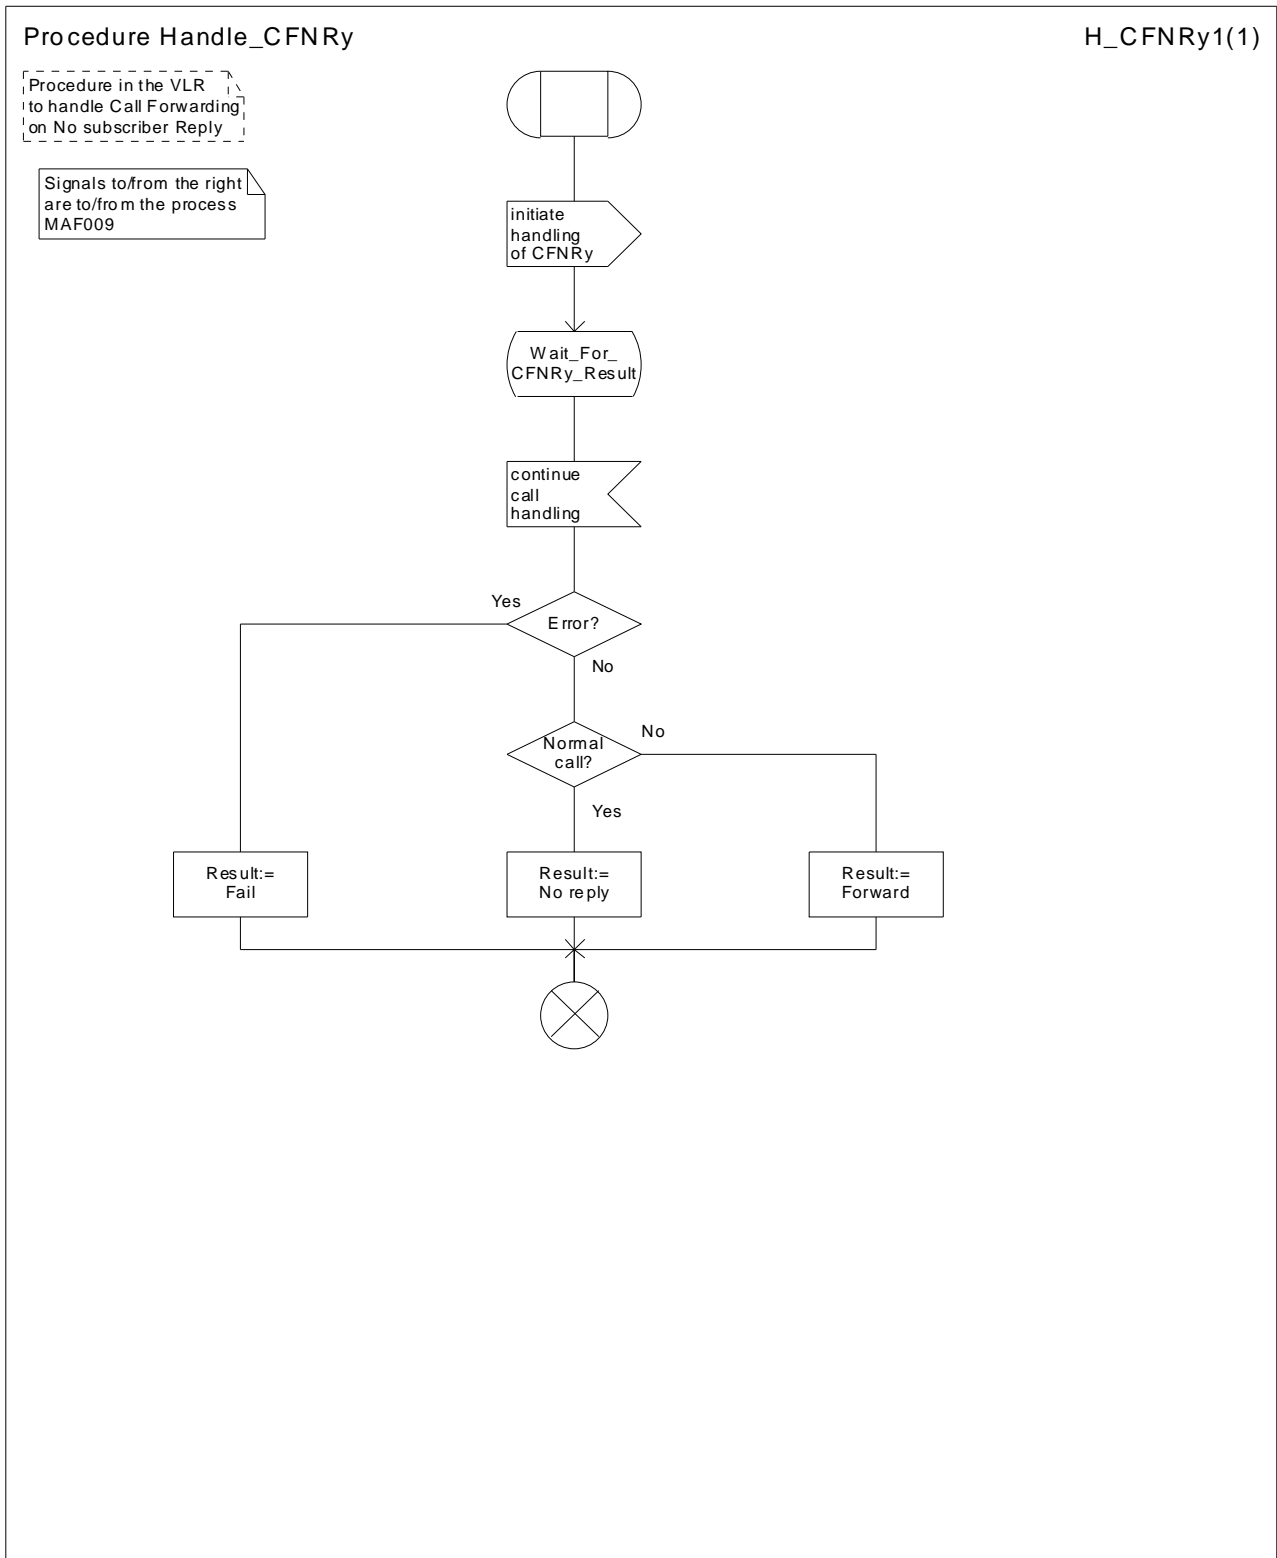 Procedure Handle_CFNRy
H_CFNRy1(1)
Procedure in the VLR
to handle Call Forwarding
on No subscriber Reply
Signals to/from the right
are to/from the process
MAF009
initiate
handling
of CFNRy
Wait_For_
CFNRy_Result
continue
call
handling
Yes
Error?
No
Normal
call?
No
Yes
Result:=
Fail
Result:=
No reply
Result:=
Forward